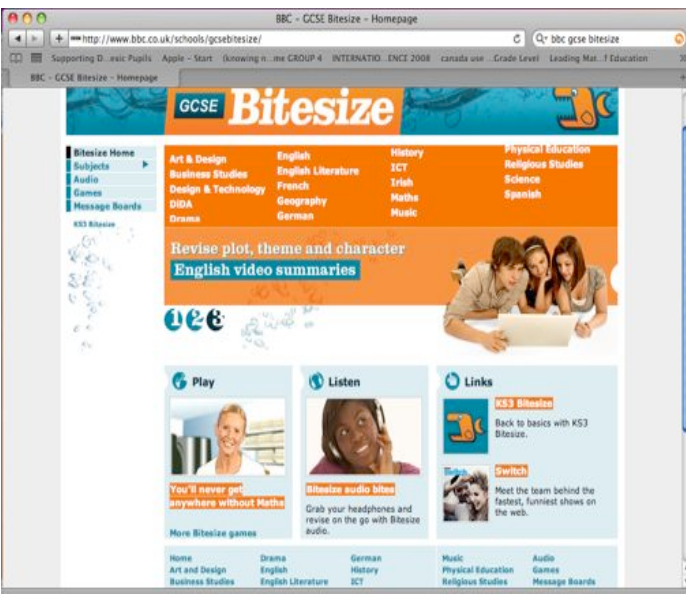 BBC – GCSE Bitesize – Homepage
http://www.bbc.co.uk/schools/gcsebitesize/
bbc gcse bitesize
Supporting D...exic Pupils Apple – Start (knowing n...me GROUP 4 INTERNATIO...ENCE 2008 canada use ...Grade Level Leading Mat...f Education
BBC – GCSE Bitesize – Homepage
GCSE Bitesize
Bitesize Home
Subjects
Audio
Games
Message Boards
KS3 Bitesize
Art & Design
Business Studies
Design & Technology
DiDA
Drama
English
English Literature
French
Geography
German
History
ICT
Irish
Maths
Music
Physical Education
Religious Studies
Science
Spanish
Revise plot, theme and character
English video summaries
1 2 3
Play
You'll never get
anywhere without Maths
More Bitesize games
Listen
Bitesize audio bites
Grab your headphones and
revise on the go with Bitesize
audio.
Links
KS3 Bitesize
Back to basics with KS3
Bitesize.
Switch
Meet the team behind the
fastest, funniest shows on
the web.
Home Drama German Music Audio
Art and Design English History Physical Education Games
Business Studies English Literature ICT Religious Studies Message Boards